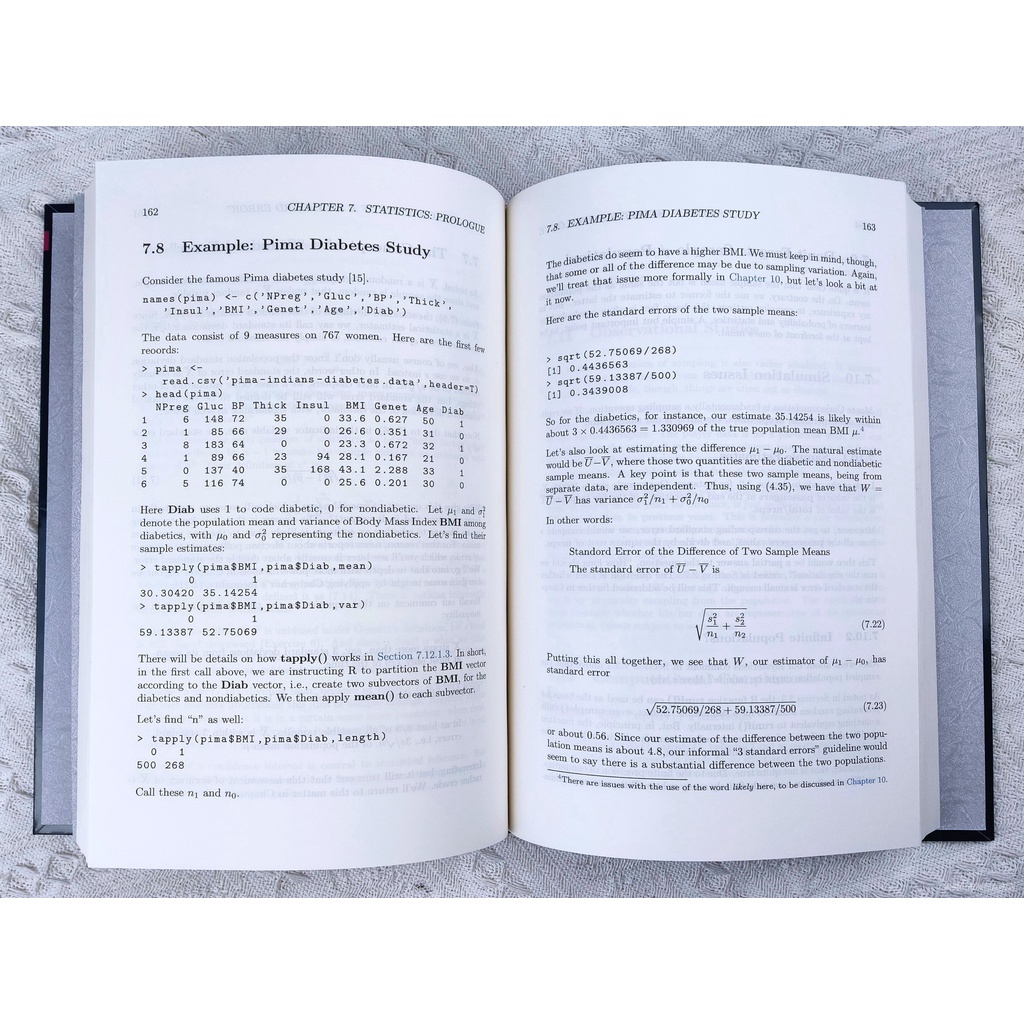 162
CHAPTER 7. STATISTICS: PROLOGUE
7.8 Example: Pima Diabetes Study
Consider the famous Pima diabetes study [15].
names(pima) <- c('NPreg','Gluc','BP','Thick',
'Insul','BMI','Genet','Age','Diab')
The data consist of 9 measures on 767 women. Here are the first few
records:
> pima <-
read.csv('pima-indians-diabetes.data',header=T)
> head(pima)
NPreg Gluc BP Thick Insul BMI Genet Age Diab
1 6 148 72 35 0 33.6 0.627 50 1
2 1 85 66 29 0 26.6 0.351 31 0
3 8 183 64 0 0 23.3 0.672 32 1
4 1 89 66 23 94 28.1 0.167 21 0
5 0 137 40 35 168 43.1 2.288 33 1
6 5 116 74 0 0 25.6 0.201 30 0
Here Diab uses 1 to code diabetic, 0 for nondiabetic. Let μ₁ and σ₁²
denote the population mean and variance of Body Mass Index BMI among
diabetics, with μ₀ and σ₀² representing the nondiabetics. Let's find their
sample estimates:
> tapply(pima$BMI,pima$Diab,mean)
0 1
30.30420 35.14254
> tapply(pima$BMI,pima$Diab,var)
0 1
59.13387 52.75069
There will be details on how tapply() works in Section 7.12.1.3. In short,
in the first call above, we are instructing R to partition the BMI vector
according to the Diab vector, i.e., create two subvectors of BMI, for the
diabetics and nondiabetics. We then apply mean() to each subvector.
Let's find "n" as well:
> tapply(pima$BMI,pima$Diab,length)
0 1
500 268
Call these n₁ and n₀.
7.8. EXAMPLE: PIMA DIABETES STUDY
163
The diabetics do seem to have a higher BMI. We must keep in mind, though,
that some or all of the difference may be due to sampling variation. Again,
we'll treat that issue more formally in Chapter 10, but let's look a bit at
it now.
Here are the standard errors of the two sample means:
> sqrt(52.75069/268)
[1] 0.4436563
> sqrt(59.13387/500)
[1] 0.3439008
So for the diabetics, for instance, our estimate 35.14254 is likely within
about 3 × 0.4436563 = 1.330969 of the true population mean BMI μ.⁴
Let's also look at estimating the difference μ₁ − μ₀. The natural estimate
would be U̅−V̅, where those two quantities are the diabetic and nondiabetic
sample means. A key point is that these two sample means, being from
separate data, are independent. Thus, using (4.35), we have that W =
U̅ − V̅ has variance σ₁²/n₁ + σ₀²/n₀
In other words:
Standard Error of the Difference of Two Sample Means
The standard error of U̅ − V̅ is
√(s₁²/n₁ + s₂²/n₂) (7.22)
Putting this all together, we see that W, our estimator of μ₁ − μ₀, has
standard error
√(52.75069/268 + 59.13387/500) (7.23)
or about 0.56. Since our estimate of the difference between the two popu-
lation means is about 4.8, our informal "3 standard errors" guideline would
seem to say there is a substantial difference between the two populations.
⁴There are issues with the use of the word likely here, to be discussed in Chapter 10.